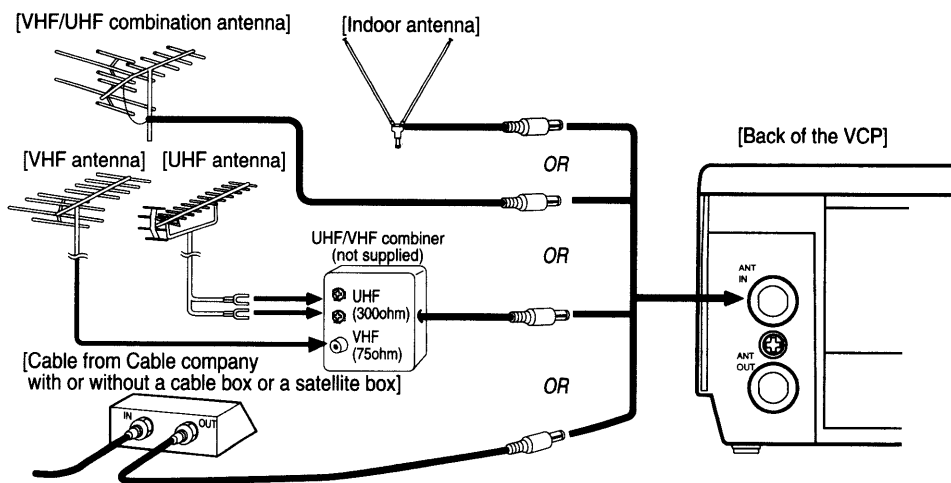 [VHF/UHF combination antenna]
[Indoor antenna]
[Back of the VCP]
OR
[VHF antenna]
[UHF antenna]
UHF/VHF combiner
(not supplied)
OR
UHF
(300ohm)
VHF
(75ohm)
ANT
IN
ANT
OUT
[Cable from Cable company
with or without a cable box or a satellite box]
OR
IN
OUT